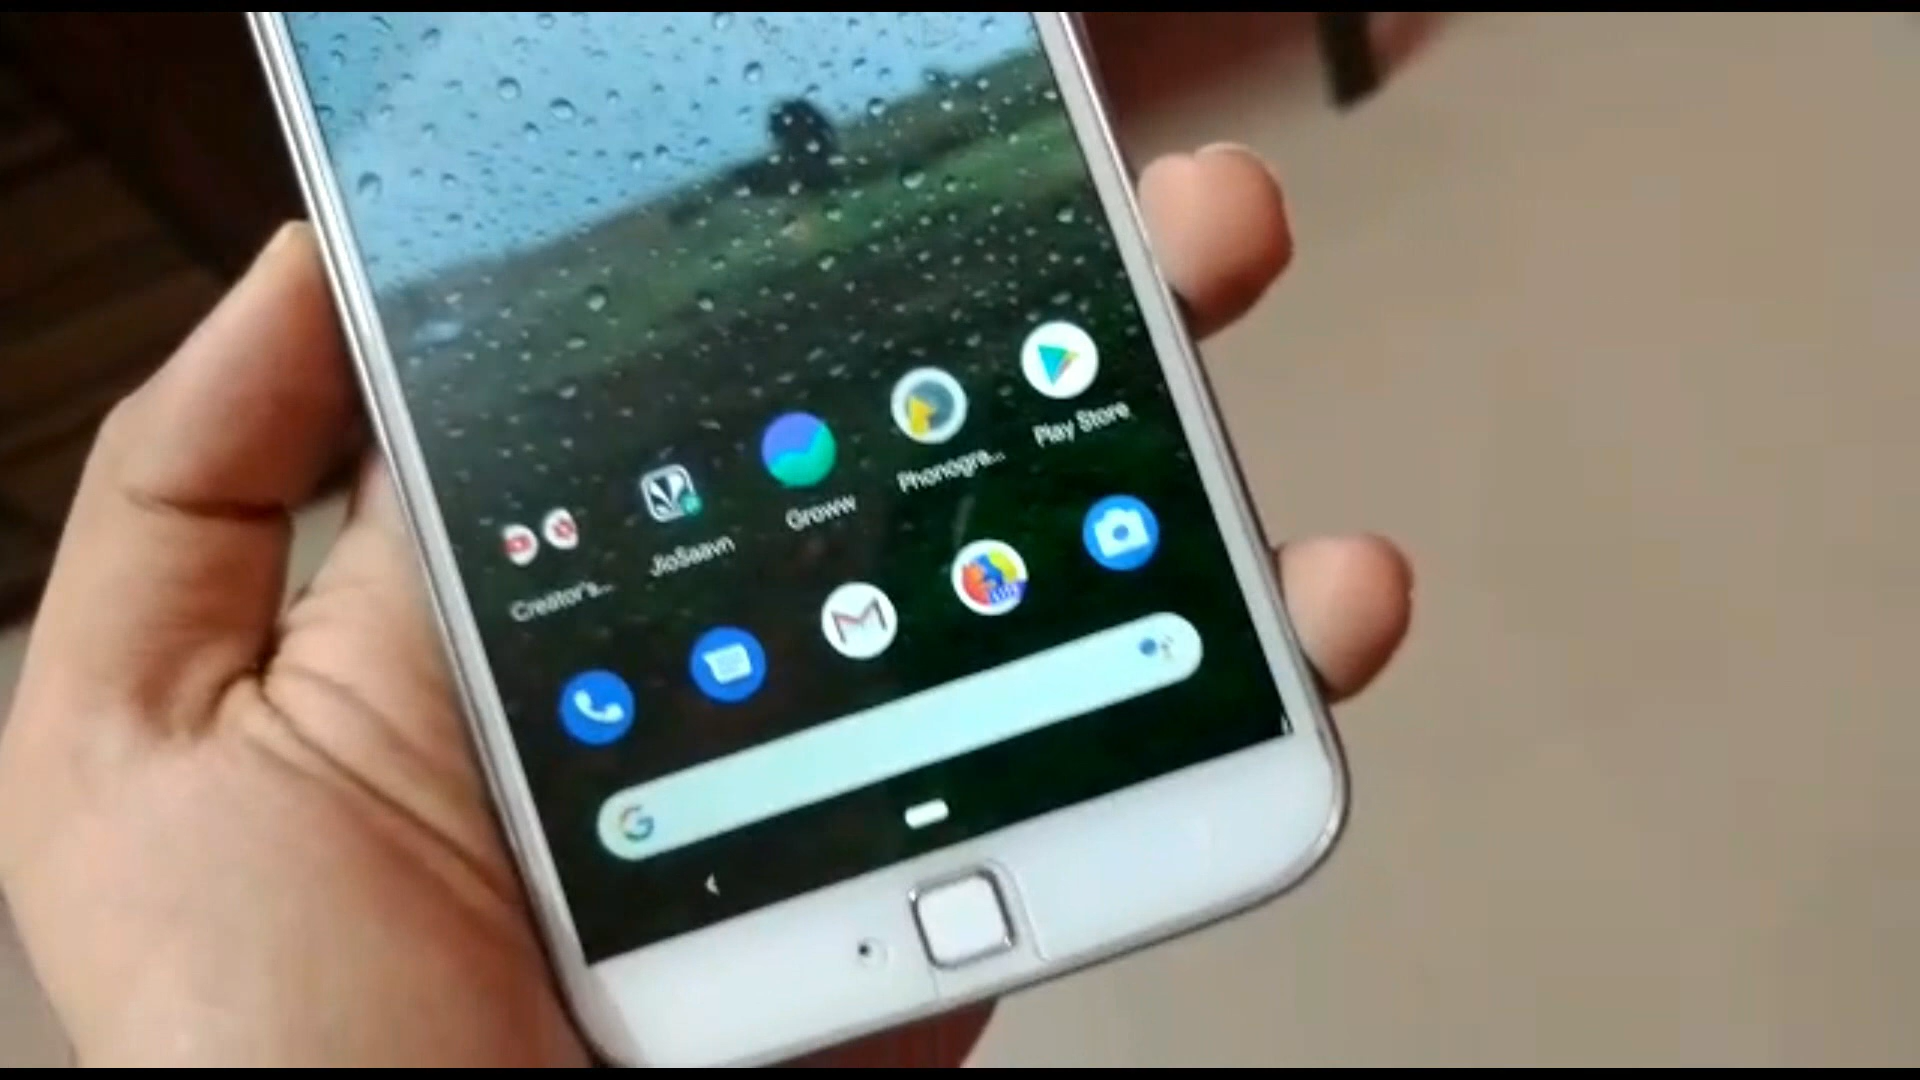 Creator's...
JioSaavn
Groww
Phonogra...
Play Store
G